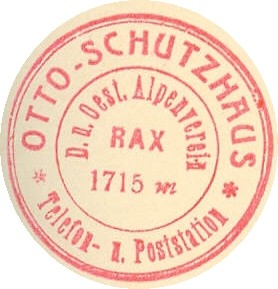 OTTO-SCHUTZHAUS
D. u. Oest. Alpenverein
RAX
1715 m
* Telefon- u. Poststation *